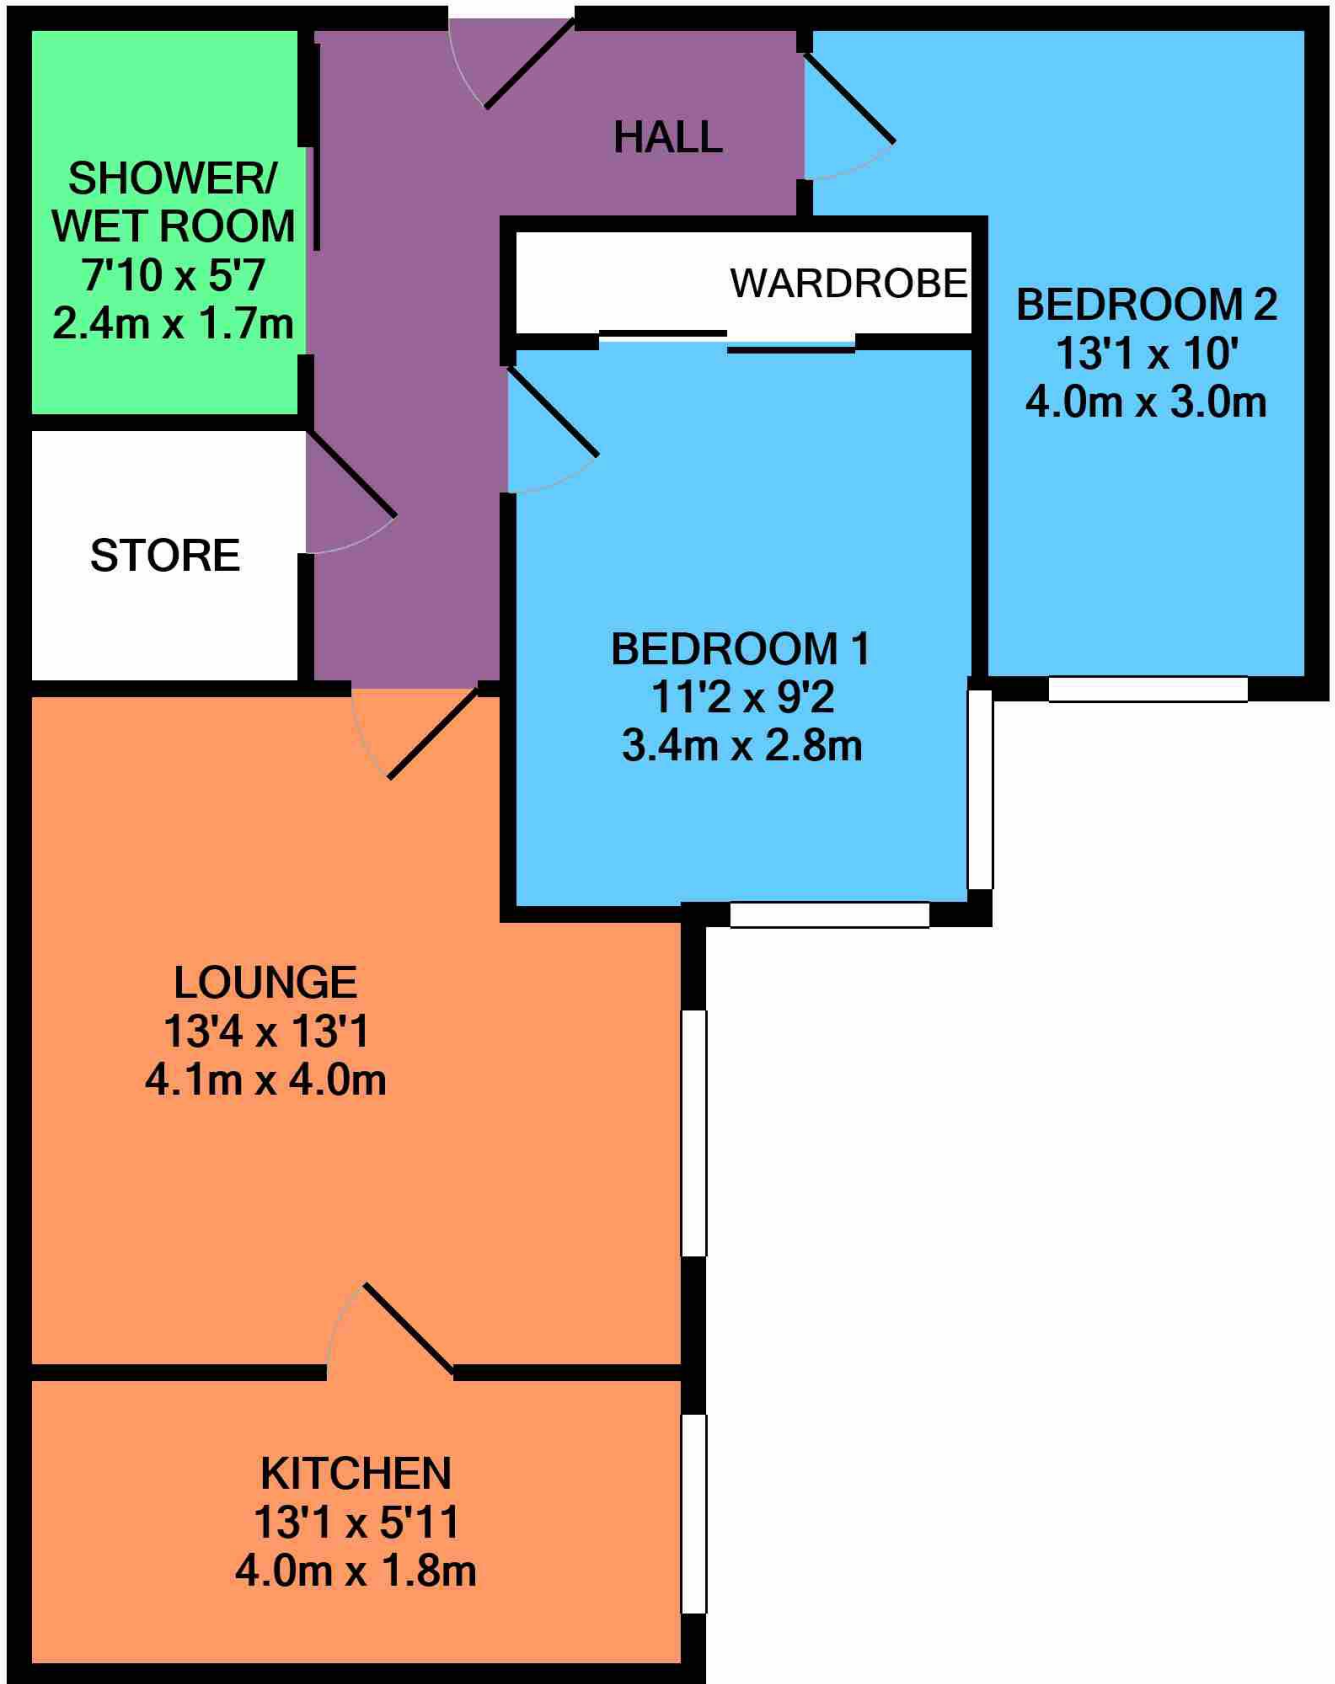 HALL
SHOWER/
WET ROOM
7'10 x 5'7
2.4m x 1.7m
WARDROBE
BEDROOM 2
13'1 x 10'
4.0m x 3.0m
STORE
BEDROOM 1
11'2 x 9'2
3.4m x 2.8m
LOUNGE
13'4 x 13'1
4.1m x 4.0m
KITCHEN
13'1 x 5'11
4.0m x 1.8m